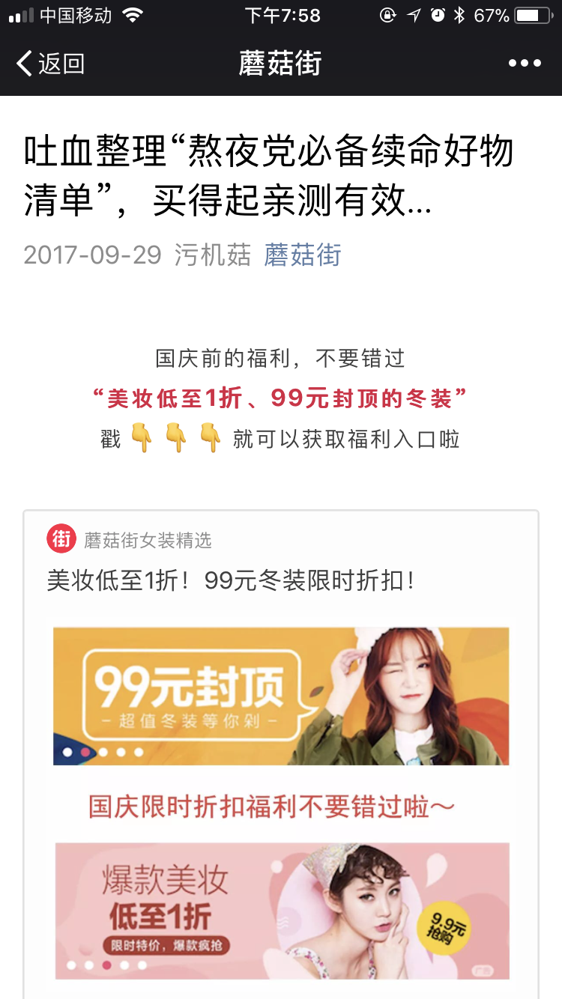 中国移动 下午7:58 67%
返回 蘑菇街
吐血整理“熬夜党必备续命好物
清单”，买得起亲测有效...
2017-09-29 污机菇 蘑菇街
国庆前的福利，不要错过
“美妆低至1折、99元封顶的冬装”
戳👇👇👇就可以获取福利入口啦
街 蘑菇街女装精选
美妆低至1折！99元冬装限时折扣！
99元封顶
- 超值冬装等你剁 -
国庆限时折扣福利不要错过啦～
爆款美妆
低至1折
限时特价，爆款疯抢
9.9元
抢购
广告